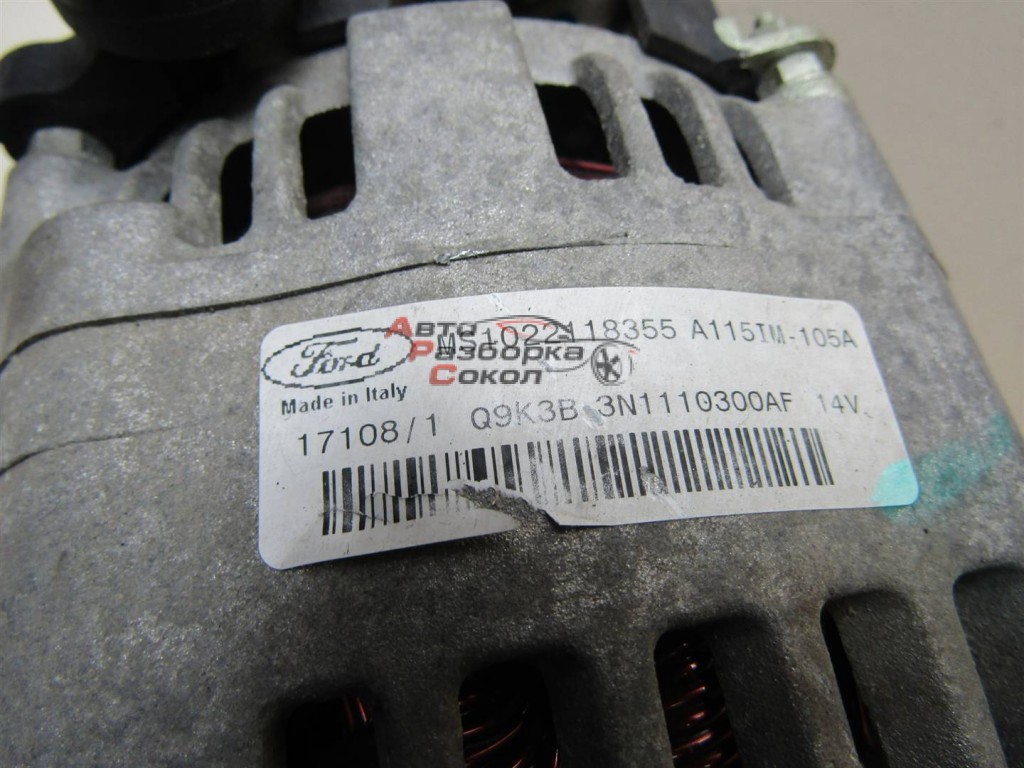 Ford
MS1022118355 A115IM-105A
Made in Italy
17108/1 Q9K3B 3N1110300AF 14V
Авто
Разборка
Сокол